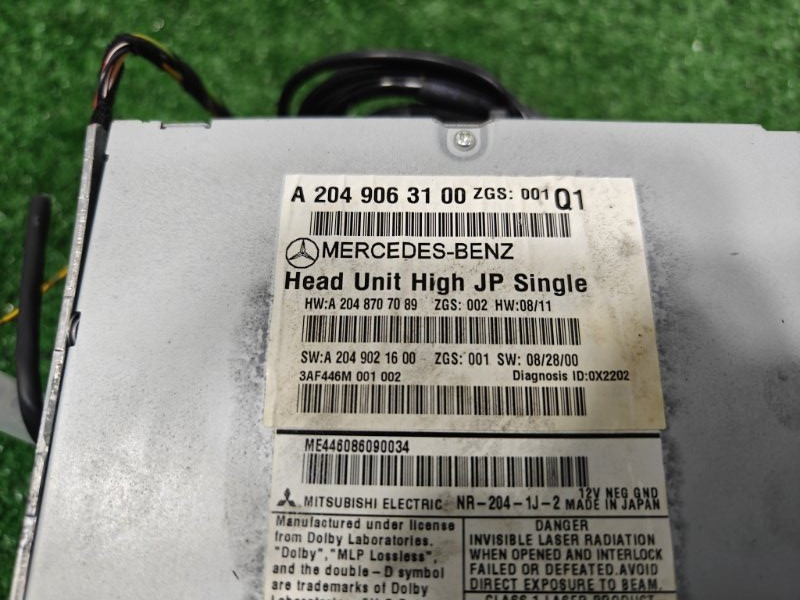 A 204 906 31 00 ZGS: 001 Q1
MERCEDES-BENZ
Head Unit High JP Single
HW:A 204 870 70 89 ZGS: 002 HW:08/11
SW:A 204 902 16 00 ZGS: 001 SW: 08/28/00
3AF446M 001 002 Diagnosis ID:0X2202
ME446086090034
MITSUBISHI ELECTRIC NR-204-1J-2 12V NEG GND MADE IN JAPAN
Manufactured under license
from Dolby Laboratories.
"Dolby","MLP Lossless",
and the double-D symbol
are trademarks of Dolby
DANGER
INVISIBLE LASER RADIATION
WHEN OPENED AND INTERLOCK
FAILED OR DEFEATED.AVOID
DIRECT EXPOSURE TO BEAM.
CLASS 1 LASER PRODUCT